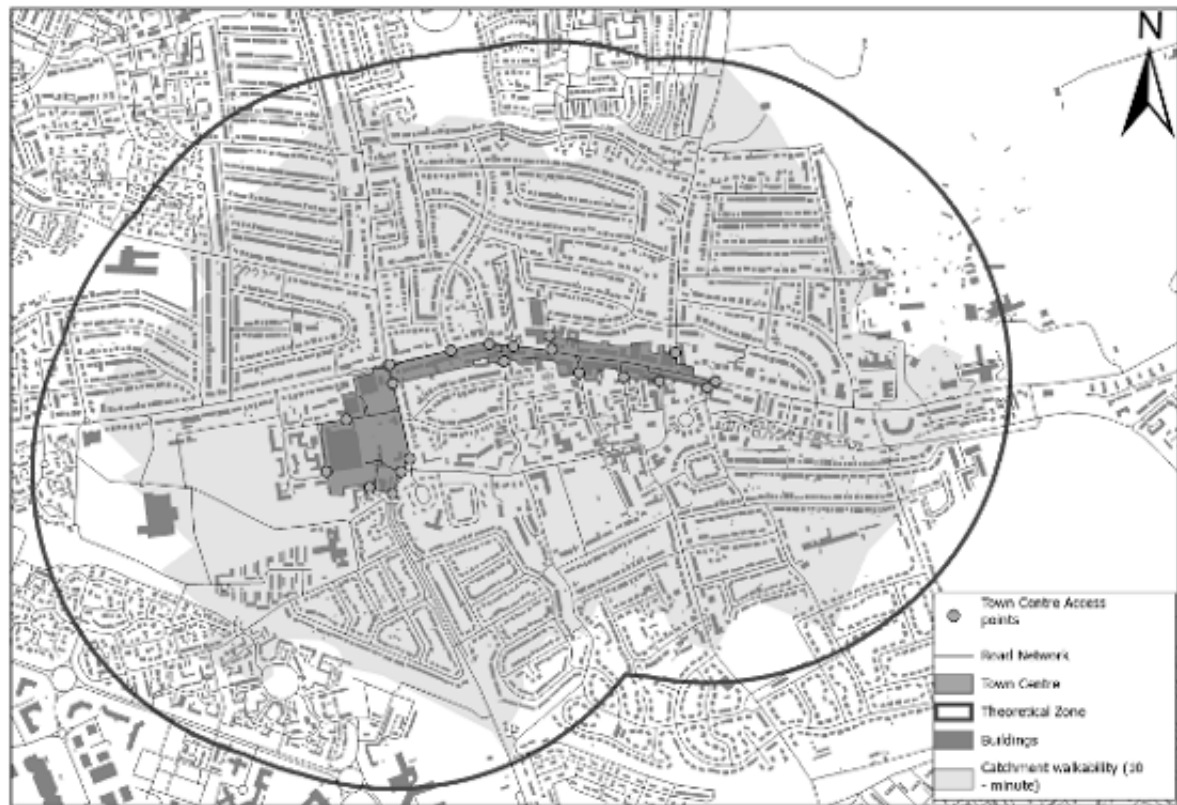 N
Town Centre Access
points
Road Network
Town Centre
Theoretical Zone
Buildings
Catchment walkability (10
- minute)